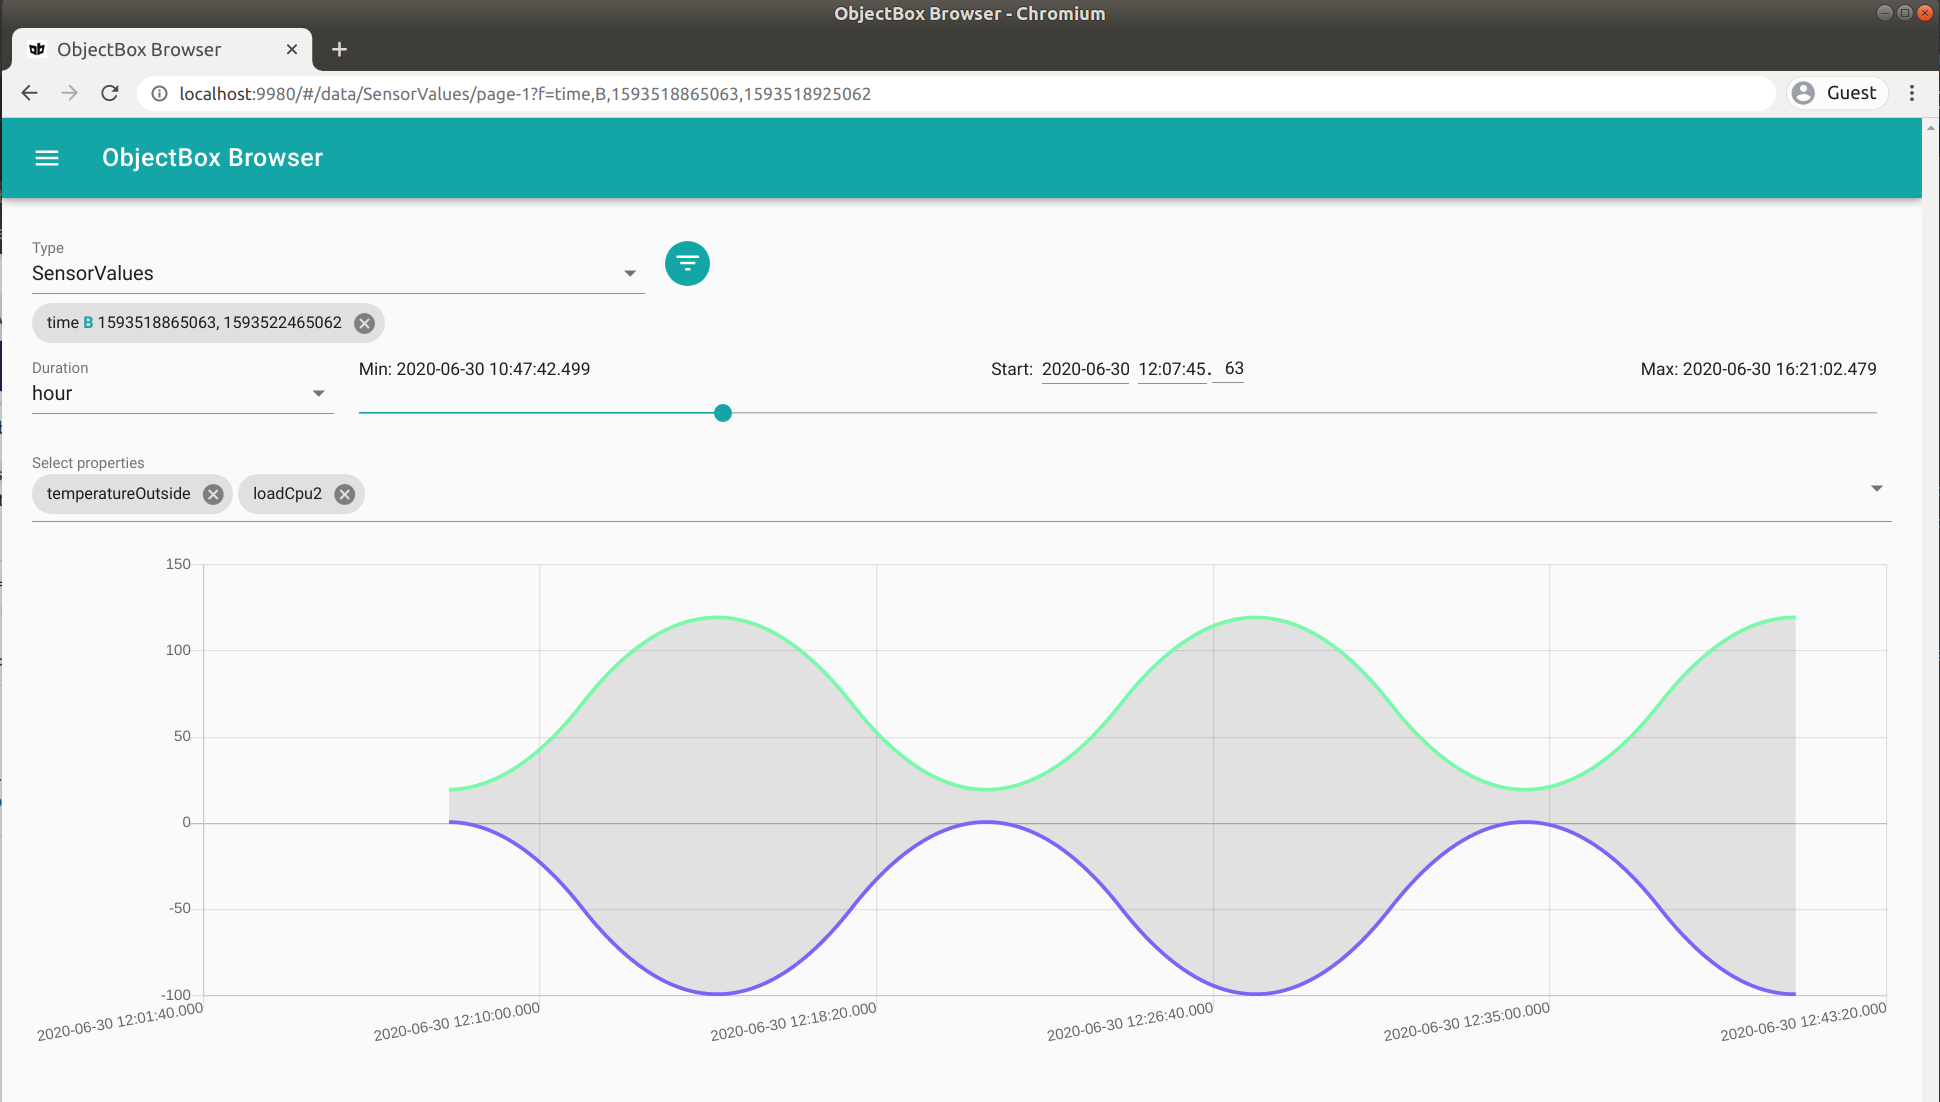 ObjectBox Browser - Chromium
ObjectBox Browser
localhost:9980/#/data/SensorValues/page-1?f=time,B,1593518865063,1593518925062
Guest
ObjectBox Browser
Type
SensorValues
time B 1593518865063, 1593522465062
Duration
hour
Min: 2020-06-30 10:47:42.499
Start: 2020-06-30 12:07:45. 63
Max: 2020-06-30 16:21:02.479
Select properties
temperatureOutside
loadCpu2
150
100
50
0
-50
-100
2020-06-30 12:01:40.000
2020-06-30 12:10:00.000
2020-06-30 12:18:20.000
2020-06-30 12:26:40.000
2020-06-30 12:35:00.000
2020-06-30 12:43:20.000